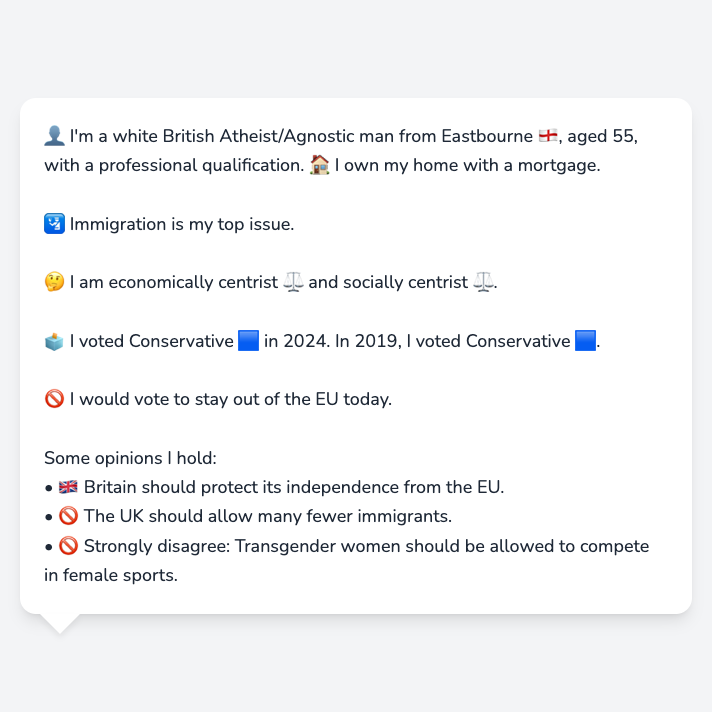 👤 I'm a white British Atheist/Agnostic man from Eastbourne 🏴󠁧󠁢󠁥󠁮󠁧󠁿, aged 55,
with a professional qualification. 🏠 I own my home with a mortgage.
🛂 Immigration is my top issue.
🤔 I am economically centrist ⚖️ and socially centrist ⚖️.
🗳️ I voted Conservative 🟦 in 2024. In 2019, I voted Conservative 🟦.
🚫 I would vote to stay out of the EU today.
Some opinions I hold:
• 🇬🇧 Britain should protect its independence from the EU.
• 🚫 The UK should allow many fewer immigrants.
• 🚫 Strongly disagree: Transgender women should be allowed to compete
in female sports.